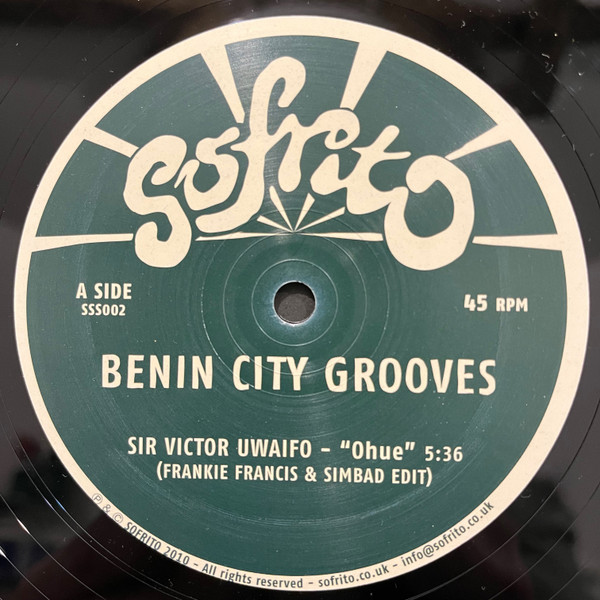 Sofrito
A SIDE
SSS002
45 RPM
BENIN CITY GROOVES
SIR VICTOR UWAIFO - "Ohue" 5:36
(FRANKIE FRANCIS & SIMBAD EDIT)
℗ & © SOFRITO 2010 - All rights reserved - sofrito.co.uk - info@sofrito.co.uk